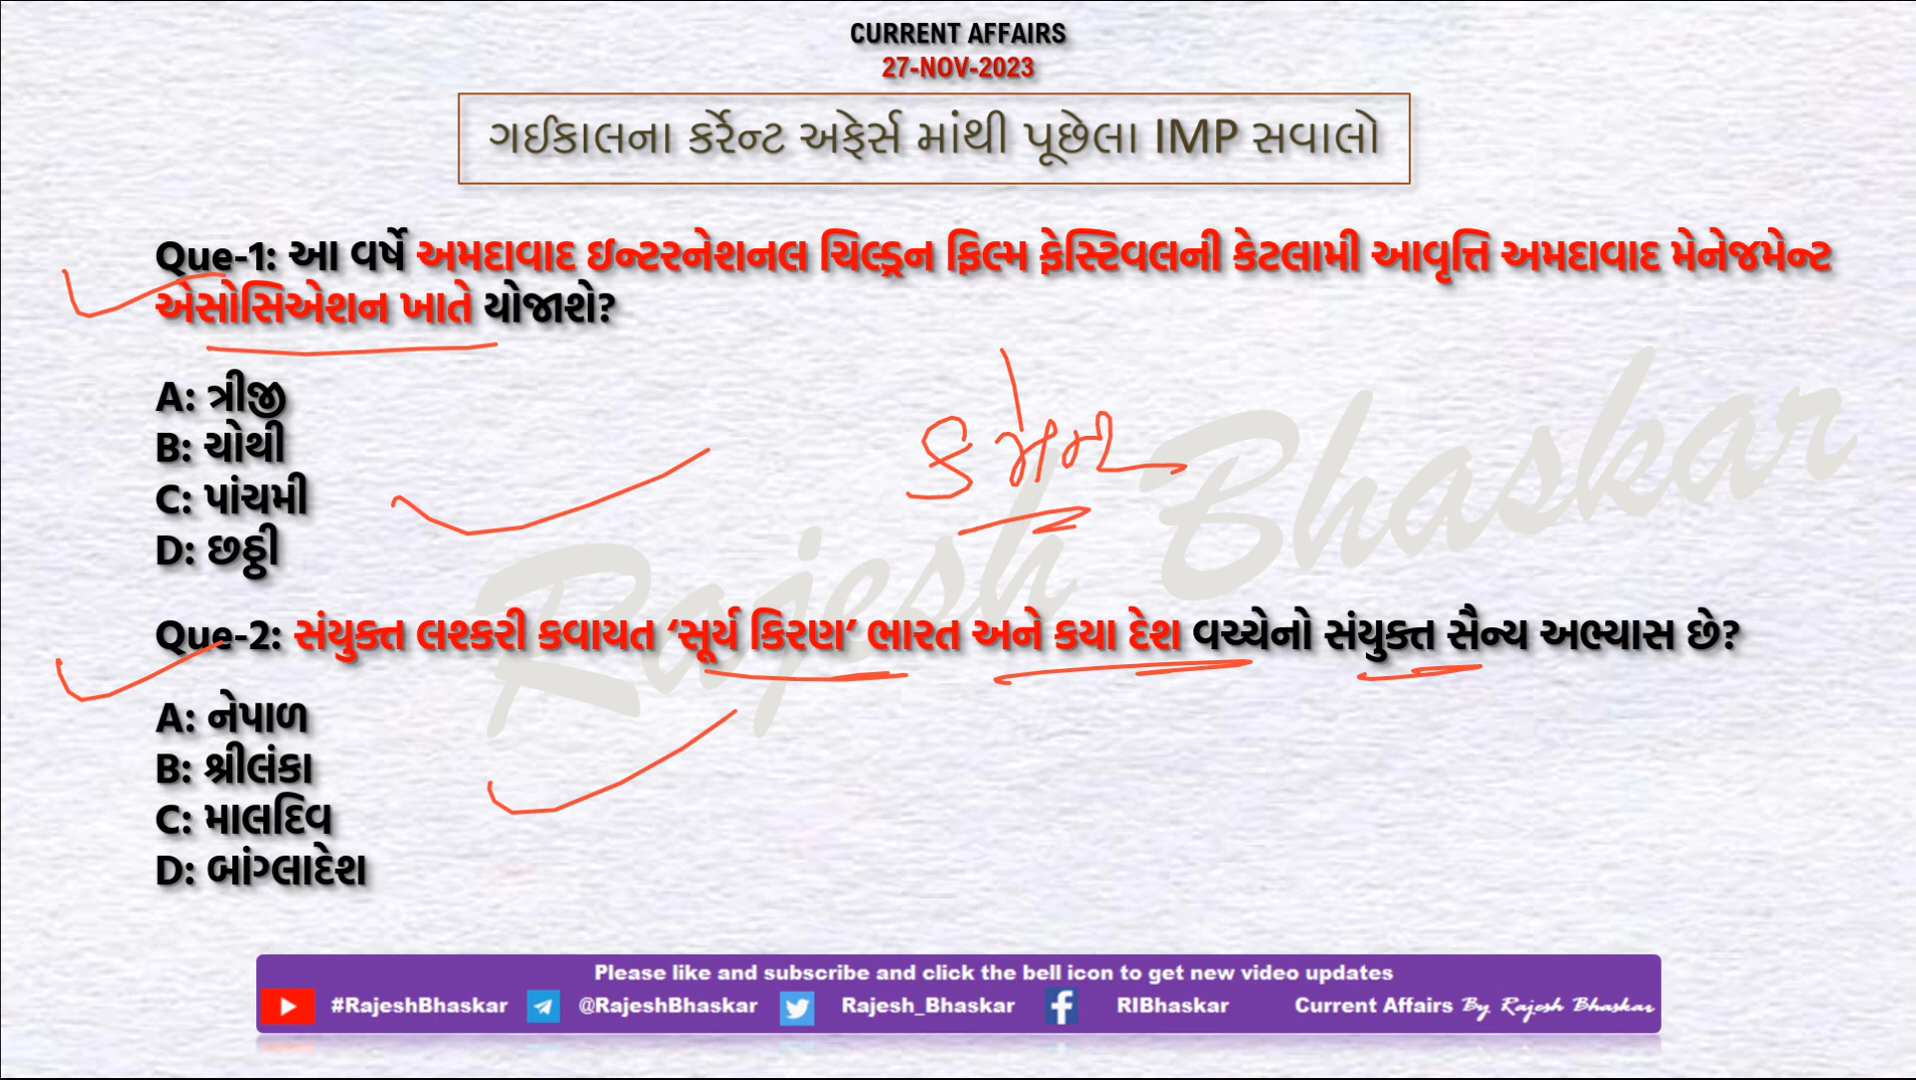 CURRENT AFFAIRS
27-NOV-2023
ગઈકાલના કર્રેન્ટ અફેર્સ માંથી પૂછેલા IMP સવાલો
Que-1: આ વર્ષે અમદાવાદ ઇન્ટરનેશનલ ચિલ્ડ્રન ફિલ્મ ફેસ્ટિવલની કેટલામી આવૃત્તિ અમદાવાદ મેનેજમેન્ટ
એસોસિએશન ખાતે યોજાશે?
A: ત્રીજી
B: ચોથી
C: પાંચમી
D: છઠ્ઠી
Que-2: સંયુક્ત લશ્કરી કવાયત ‘સૂર્ય કિરણ’ ભારત અને કયા દેશ વચ્ચેનો સંયુક્ત સૈન્ય અભ્યાસ છે?
A: નેપાળ
B: શ્રીલંકા
C: માલદિવ
D: બાંગ્લાદેશ
Rajesh Bhaskar
Please like and subscribe and click the bell icon to get new video updates
#RajeshBhaskar @RajeshBhaskar Rajesh_Bhaskar RIBhaskar Current Affairs By Rajesh Bhaskar